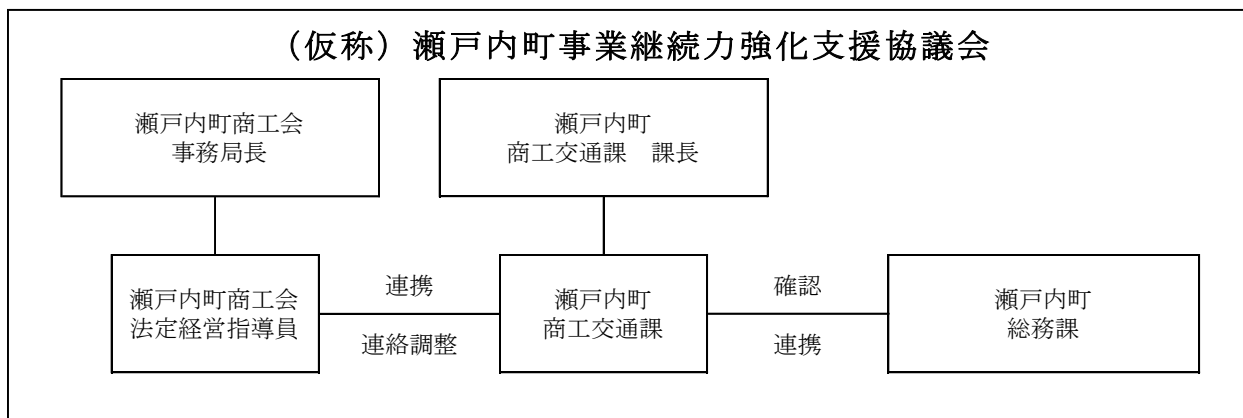 （仮称）瀬戸内町事業継続力強化支援協議会
瀬戸内町商工会
事務局長
瀬戸内町
商工交通課　課長
瀬戸内町商工会
法定経営指導員
連携
連絡調整
瀬戸内町
商工交通課
確認
連携
瀬戸内町
総務課